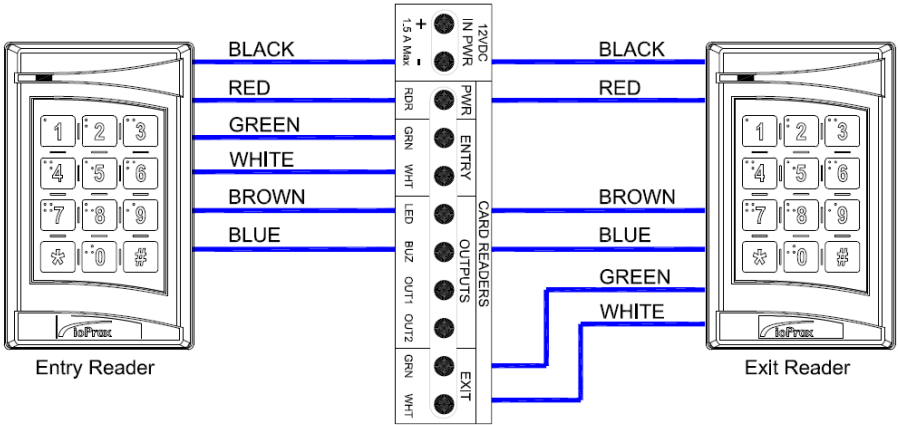 BLACK
RED
GREEN
WHITE
BROWN
BLUE
1 2 3
4 5 6
7 8 9
* 0 #
ioProx
Entry Reader
+
-
1.5 A Max
12VDC
IN PWR
RDR
PWR
GRN
WHT
ENTRY
LED
BUZ
OUT1
OUT2
OUTPUTS
GRN
WHT
EXIT
CARD READERS
BLACK
RED
BROWN
BLUE
GREEN
WHITE
1 2 3
4 5 6
7 8 9
* 0 #
ioProx
Exit Reader